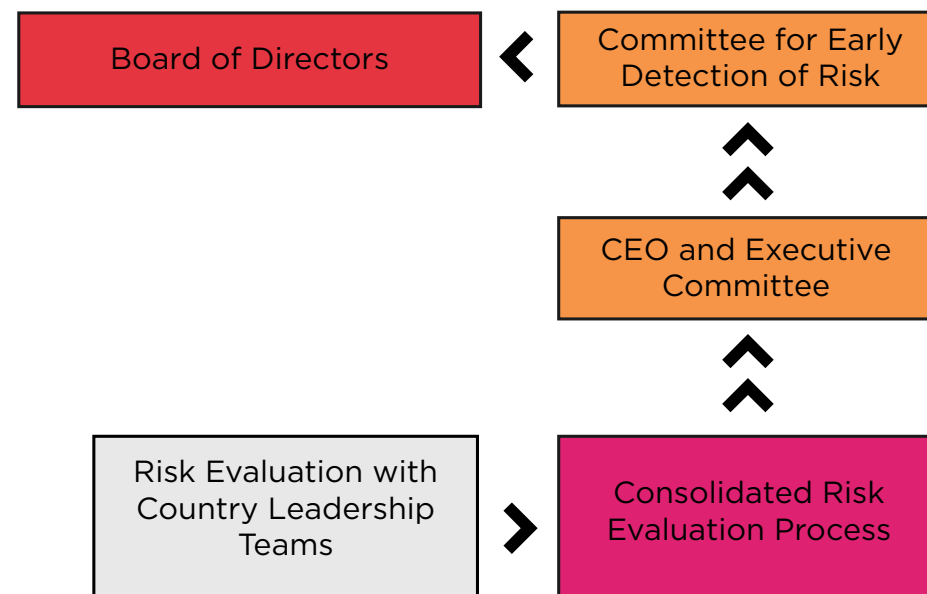 Board of Directors
Committee for Early
Detection of Risk
CEO and Executive
Committee
Risk Evaluation with
Country Leadership
Teams
Consolidated Risk
Evaluation Process